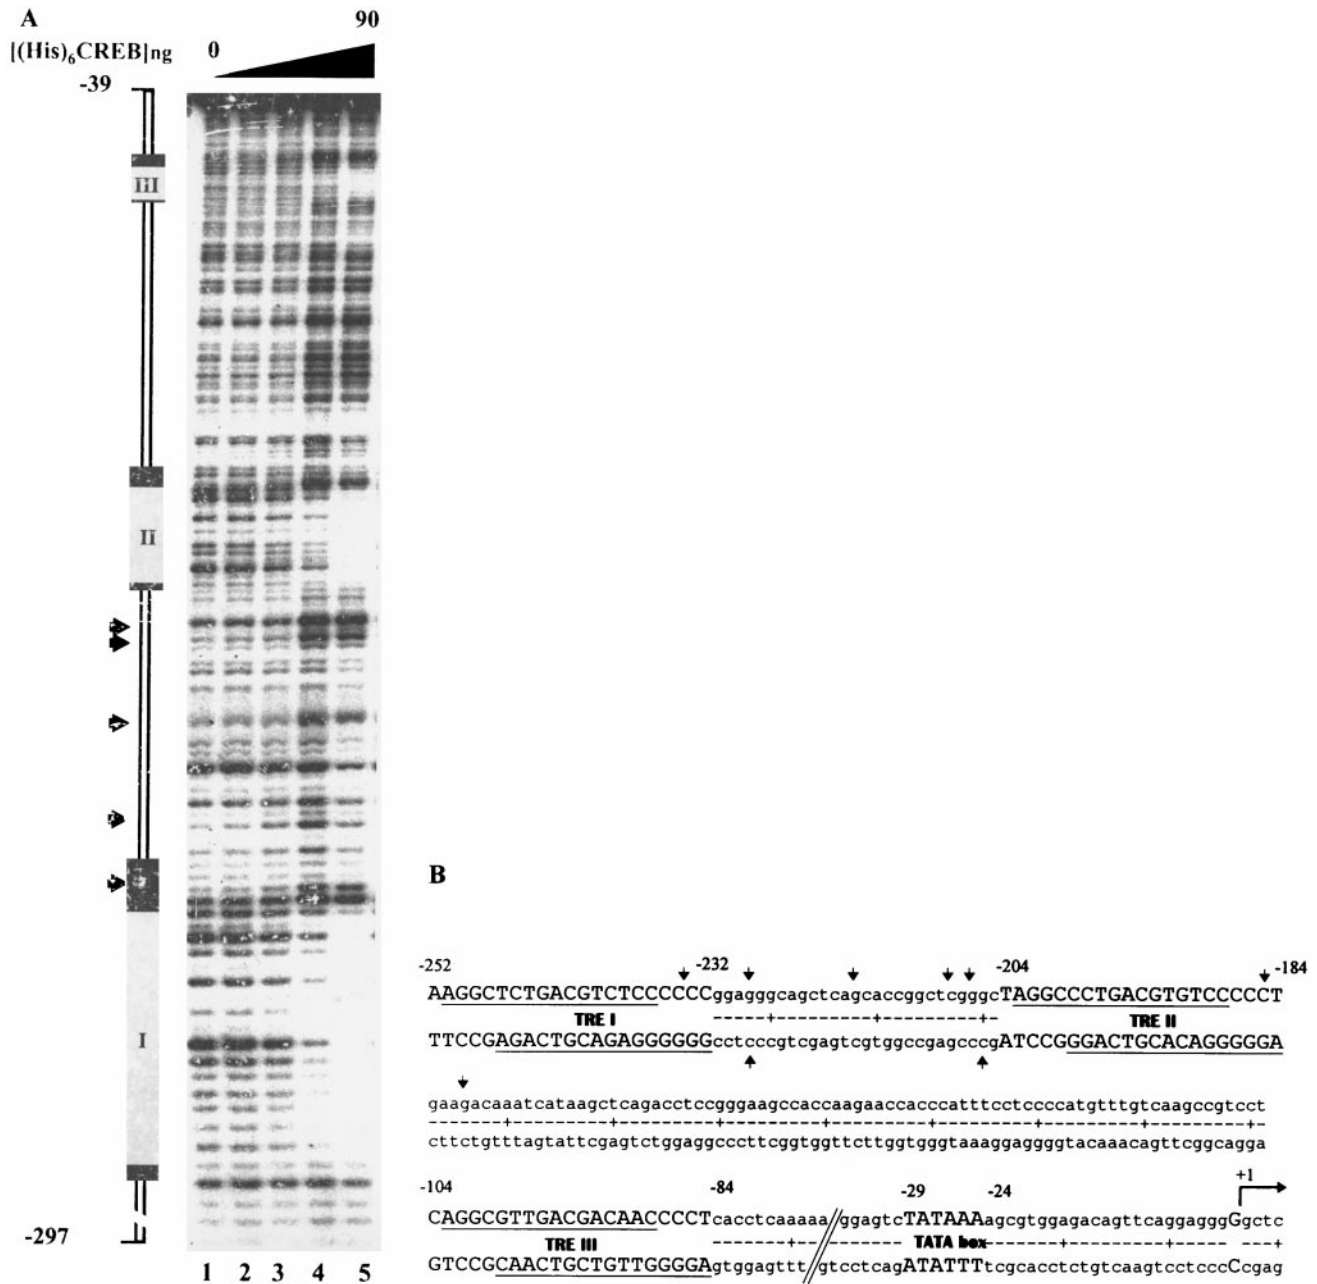 A
90
[(His)6CREB]ng 0
-39
III
II
I
-297
1 2 3 4 5
B
-252 -232 -204 -184
AAGGCTCTGACGTCTCCCCCCggagggcagctcagcaccggctcgggcTAGGCCCTGACGTGTCCCCCT
TRE I TRE II
TTCCGAGACTGCAGAGGGGGGcctcccgtcgagtcgtggccgagcccgATCCGGGACTGCACAGGGGGA
gaagacaaatcataagctcagacctccgggaagccaccaagaaccacccatttcctccccatgtttgtcaagccgtcct
cttctgtttagtattcgagtctggaggcccttcggtggttcttggtgggtaaaggaggggtacaaacagttcggcagga
-104 -84 -29 -24 +1
CAGGCGTTGACGACAACCCCTcacctcaaaaa//ggagtcTATAAAagcgtggagacagttcaggagggGgctc
TRE III TATA box
GTCCGCAACTGCTGTTGGGGAgtggagttt//gtcctcagATATTTtcgcacctctgtcaagtcctcccCcgag